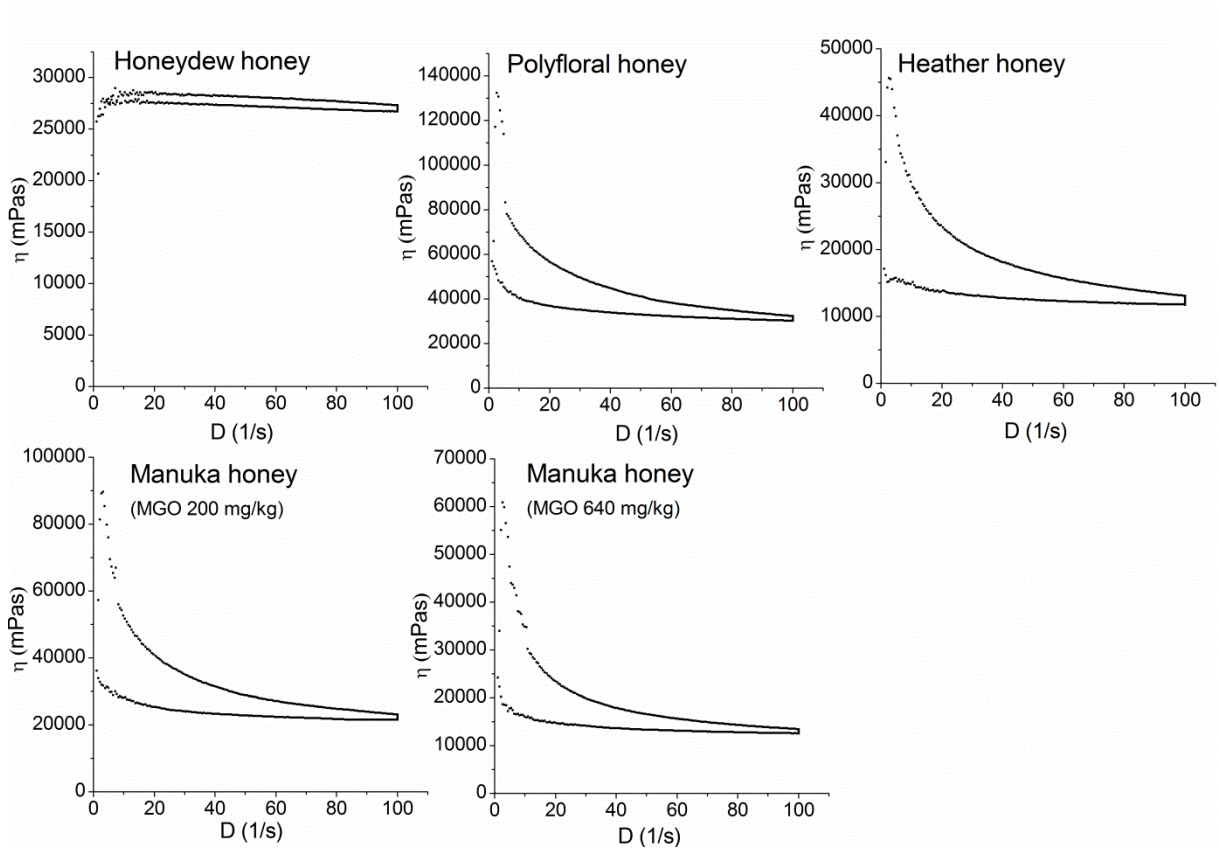 Honeydew honey
30000
25000
20000
15000
10000
5000
0
η (mPas)
0 20 40 60 80 100
D (1/s)
Polyfloral honey
140000
120000
100000
80000
60000
40000
20000
0
η (mPas)
0 20 40 60 80 100
D (1/s)
Heather honey
50000
40000
30000
20000
10000
0
η (mPas)
0 20 40 60 80 100
D (1/s)
Manuka honey
(MGO 200 mg/kg)
100000
80000
60000
40000
20000
0
η (mPas)
0 20 40 60 80 100
D (1/s)
Manuka honey
(MGO 640 mg/kg)
70000
60000
50000
40000
30000
20000
10000
0
η (mPas)
0 20 40 60 80 100
D (1/s)